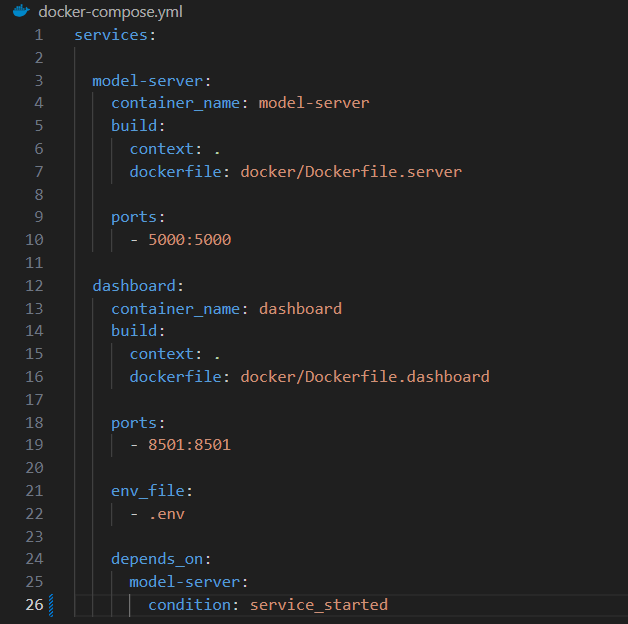 docker-compose.yml
1 services:
2
3   model-server:
4     container_name: model-server
5     build:
6       context: .
7       dockerfile: docker/Dockerfile.server
8
9     ports:
10       - 5000:5000
11
12   dashboard:
13     container_name: dashboard
14     build:
15       context: .
16       dockerfile: docker/Dockerfile.dashboard
17
18     ports:
19       - 8501:8501
20
21     env_file:
22       - .env
23
24     depends_on:
25       model-server:
26         condition: service_started